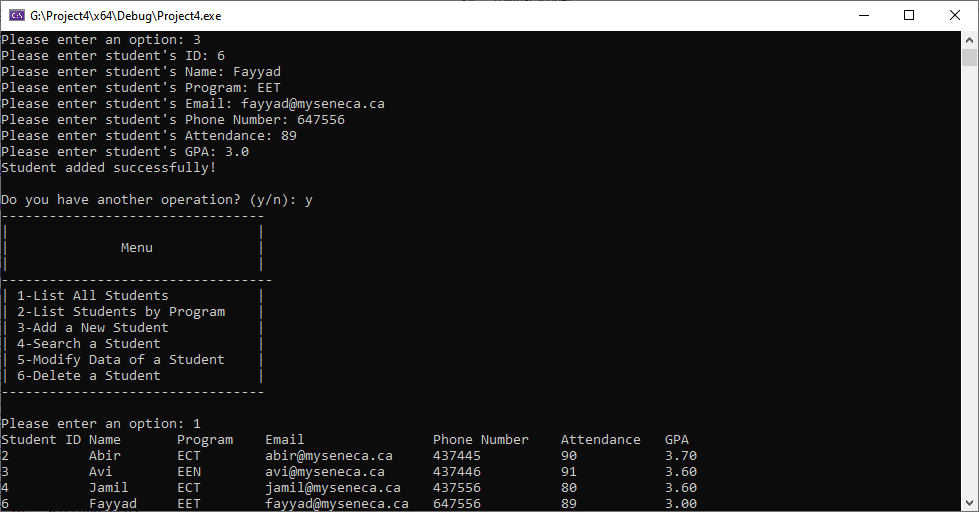 G:\Project4\x64\Debug\Project4.exe
Please enter an option: 3
Please enter student's ID: 6
Please enter student's Name: Fayyad
Please enter student's Program: EET
Please enter student's Email: fayyad@myseneca.ca
Please enter student's Phone Number: 647556
Please enter student's Attendance: 89
Please enter student's GPA: 3.0
Student added successfully!
Do you have another operation? (y/n): y
---------------------------------
|                               |
|              Menu             |
|                               |
----------------------------------
| 1-List All Students           |
| 2-List Students by Program    |
| 3-Add a New Student           |
| 4-Search a Student            |
| 5-Modify Data of a Student    |
| 6-Delete a Student            |
---------------------------------
Please enter an option: 1
Student ID Name       Program    Email                Phone Number    Attendance   GPA
2          Abir       ECT        abir@myseneca.ca     437445          90           3.70
3          Avi        EEN        avi@myseneca.ca      437446          91           3.60
4          Jamil      ECT        jamil@myseneca.ca    437556          80           3.60
6          Fayyad     EET        fayyad@myseneca.ca   647556          89           3.00